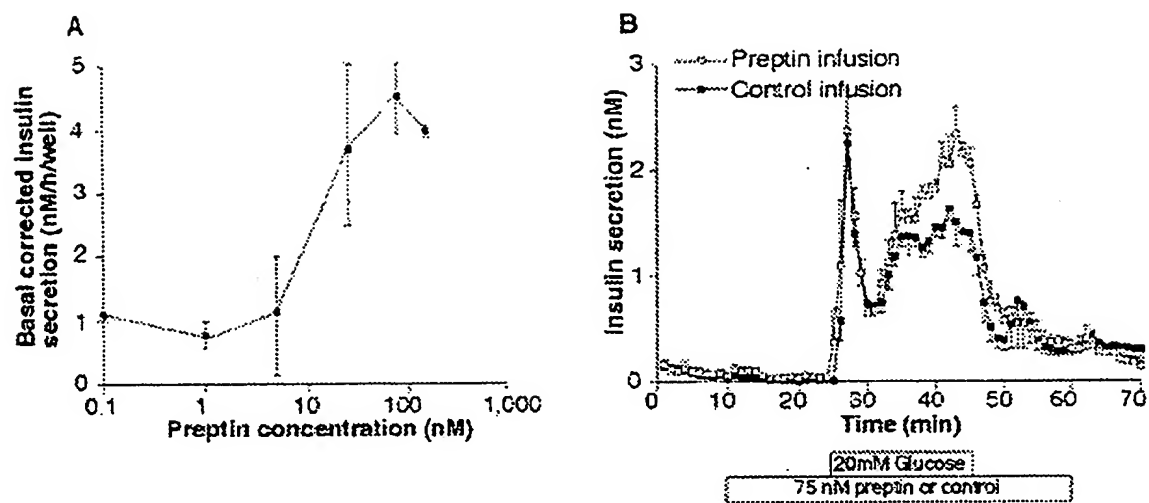 A
Basal corrected Insulin
secretion (nM/h/well)
5
4
3
2
1
0
0.1
1
10
100
1,000
Preptin concentration (nM)
B
Preptin infusion
Control infusion
Insulin secretion (nM)
3
2
1
0
0
10
20
30
40
50
60
70
Time (min)
20mM Glucose
75 nM preptin or control